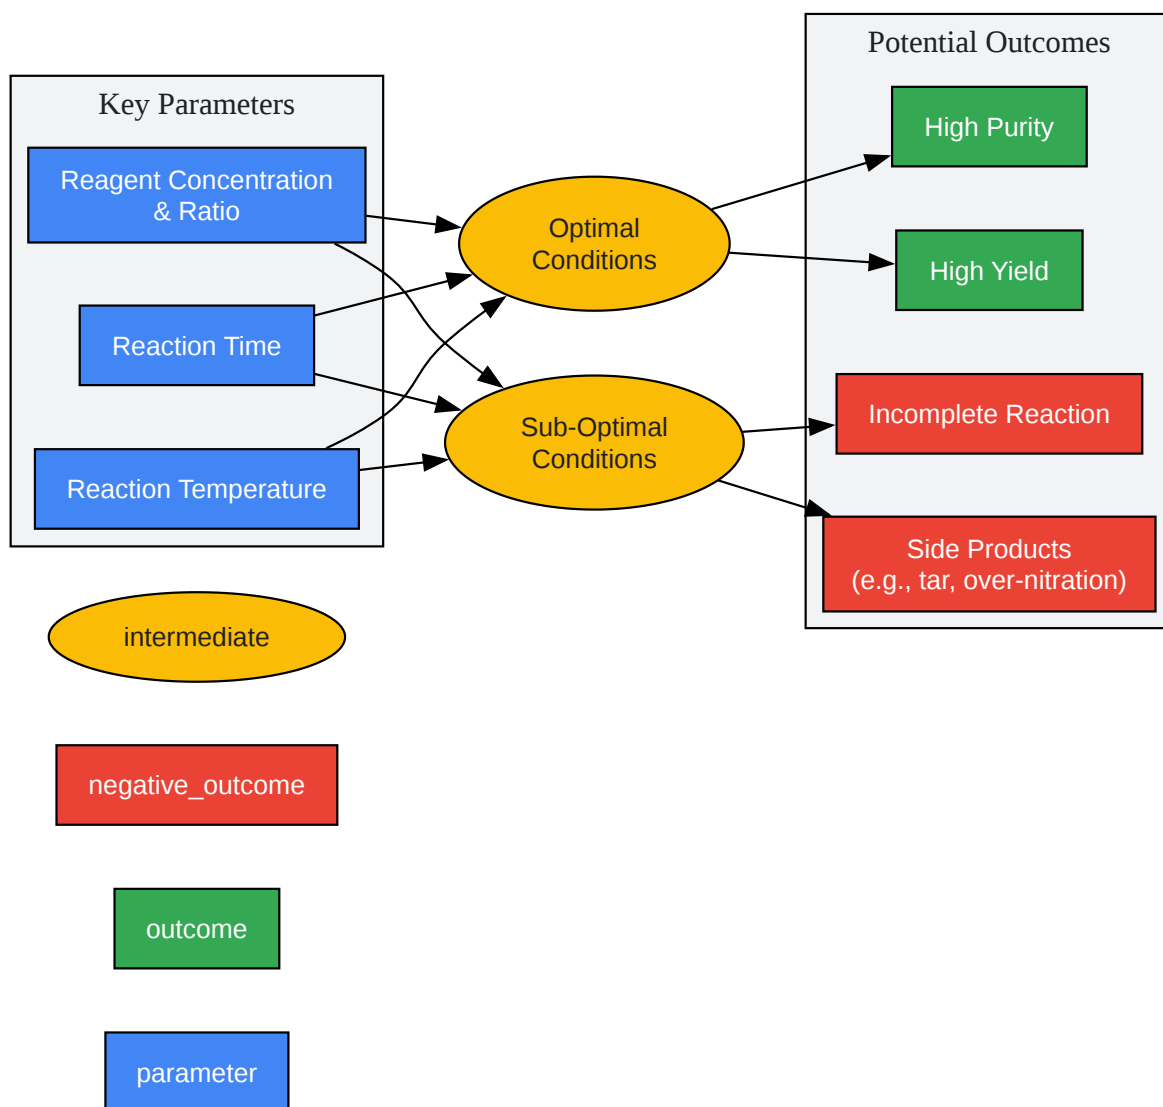 Key Parameters
Reagent Concentration
& Ratio
Reaction Time
Reaction Temperature
Optimal
Conditions
Sub-Optimal
Conditions
Potential Outcomes
High Purity
High Yield
Incomplete Reaction
Side Products
(e.g., tar, over-nitration)
intermediate
negative_outcome
outcome
parameter